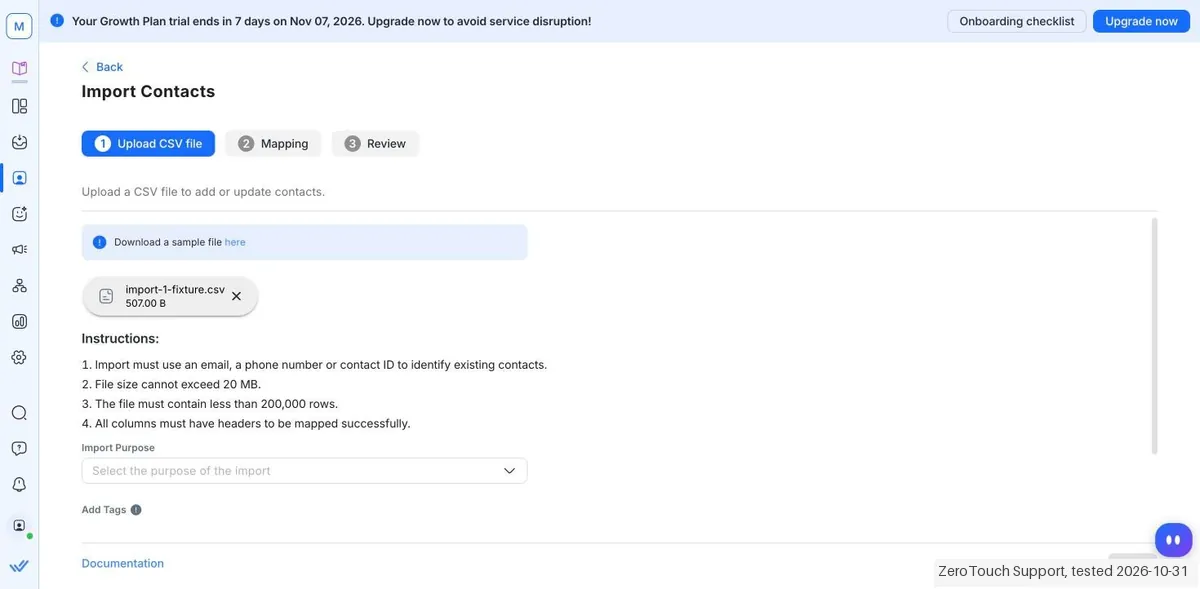 M
Your Growth Plan trial ends in 7 days on Nov 07, 2026. Upgrade now to avoid service disruption!
Onboarding checklist
Upgrade now
Back
Import Contacts
1 Upload CSV file
2 Mapping
3 Review
Upload a CSV file to add or update contacts.
Download a sample file here
import-1-fixture.csv
507.00 B
Instructions:
1. Import must use an email, a phone number or contact ID to identify existing contacts.
2. File size cannot exceed 20 MB.
3. The file must contain less than 200,000 rows.
4. All columns must have headers to be mapped successfully.
Import Purpose
Select the purpose of the import
Add Tags
Documentation
ZeroTouch Support, tested 2026-10-31